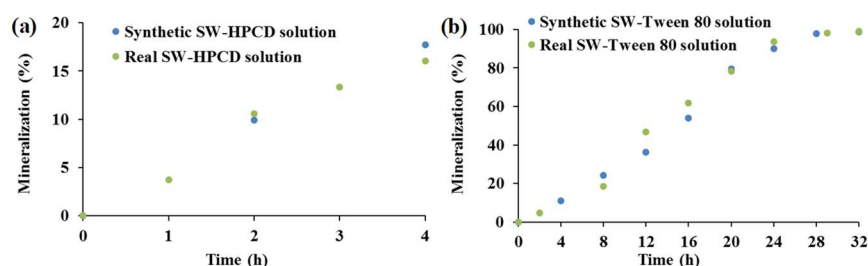 (a)
Synthetic SW-HPCD solution
Real SW-HPCD solution
Mineralization (%)
20
15
10
5
0
0 1 2 3 4
Time (h)
(b)
Synthetic SW-Tween 80 solution
Real SW-Tween 80 solution
Mineralization (%)
100
80
60
40
20
0
0 4 8 12 16 20 24 28 32
Time (h)